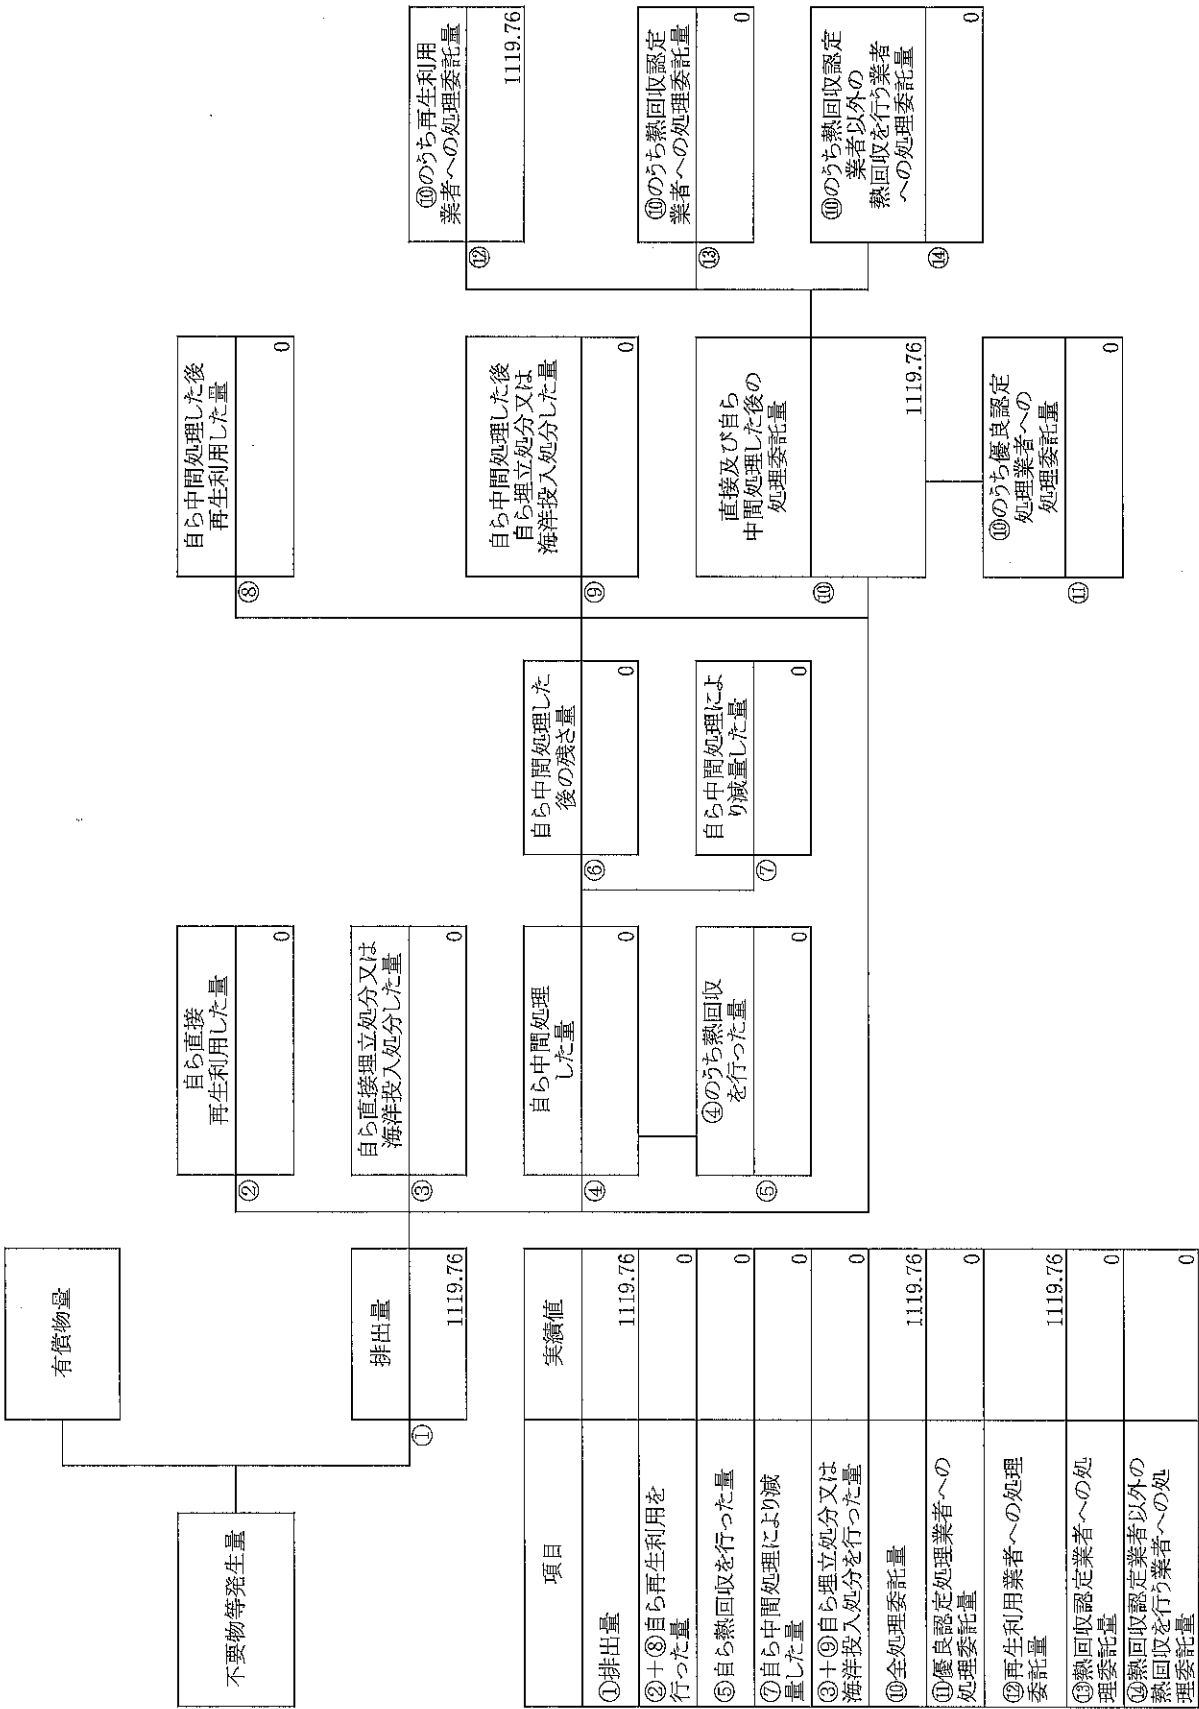 不要物等発生量
有償物量
①
排出量
1119.76
②
自ら直接
再生利用した量
0
③
自ら直接埋立処分又は
海洋投入処分した量
0
④
自ら中間処理
した量
0
⑤
④のうち熱回収
を行った量
0
⑥
自ら中間処理した
後の残さ量
0
⑦
自ら中間処理によ
り減量した量
0
⑧
自ら中間処理した後
再生利用した量
0
⑨
自ら中間処理した後
自ら埋立処分又は
海洋投入処分した量
0
⑩
直接及び自ら
中間処理した後の
処理委託量
1119.76
⑪
⑩のうち優良認定
処理業者への
処理委託量
0
⑫
⑩のうち再生利用
業者への処理委託量
1119.76
⑬
⑩のうち熱回収認定
業者への処理委託量
0
⑭
⑩のうち熱回収認定
業者以外の
熱回収を行う業者
への処理委託量
0
項目 実績値
①排出量 1119.76
②+⑧自ら再生利用を
行った量 0
⑤自ら熱回収を行った量 0
⑦自ら中間処理により減
量した量 0
③+⑨自ら埋立処分又は
海洋投入処分を行った量 0
⑩全処理委託量 1119.76
⑪優良認定処理業者への
処理委託量 0
⑫再生利用業者への処理
委託量 1119.76
⑬熱回収認定業者への処
理委託量 0
⑭熱回収認定業者以外の
熱回収を行う業者への処
理委託量 0